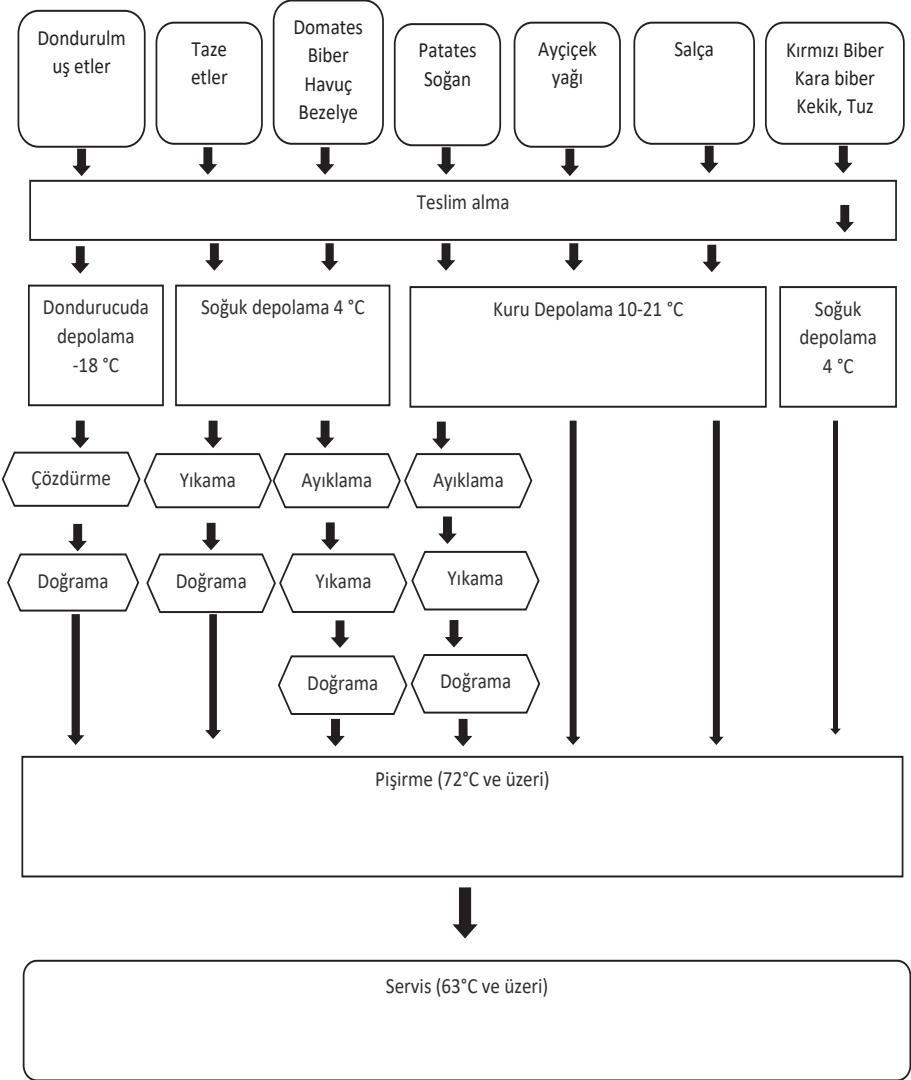 Dondurulm
uş etler
Taze
etler
Domates
Biber
Havuç
Bezelye
Patates
Soğan
Ayçiçek
yağı
Salça
Kırmızı Biber
Kara biber
Kekik, Tuz
Teslim alma
Dondurucuda
depolama
-18 °C
Soğuk depolama 4 °C
Kuru Depolama 10-21 °C
Soğuk
depolama
4 °C
Çözdürme
Yıkama
Ayıklama
Ayıklama
Doğrama
Doğrama
Yıkama
Yıkama
Doğrama
Doğrama
Pişirme (72°C ve üzeri)
Servis (63°C ve üzeri)